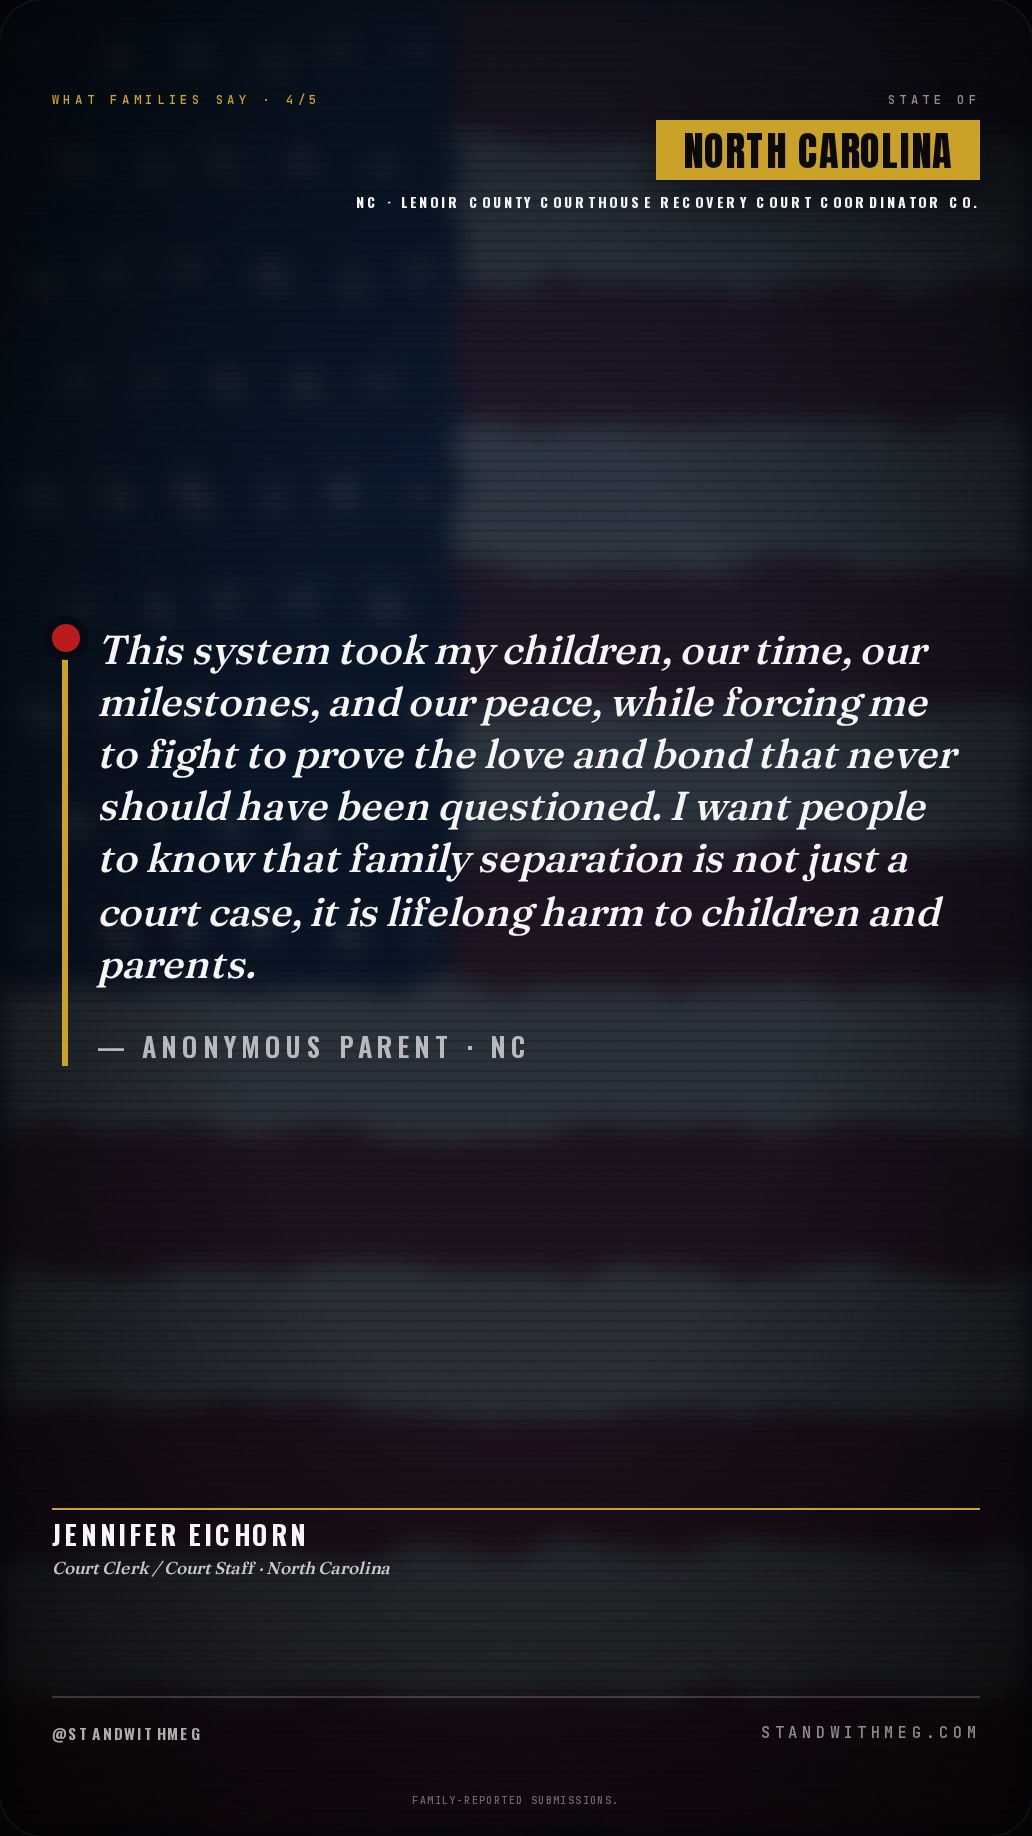 WHAT FAMILIES SAY · 4/5
STATE OF
NORTH CAROLINA
NC · LENOIR COUNTY COURTHOUSE RECOVERY COURT COORDINATOR CO.
This system took my children, our time, our
milestones, and our peace, while forcing me
to fight to prove the love and bond that never
should have been questioned. I want people
to know that family separation is not just a
court case, it is lifelong harm to children and
parents.
— ANONYMOUS PARENT · NC
JENNIFER EICHORN
Court Clerk / Court Staff · North Carolina
@STANDWITHMEG
STANDWITHMEG.COM
FAMILY-REPORTED SUBMISSIONS.